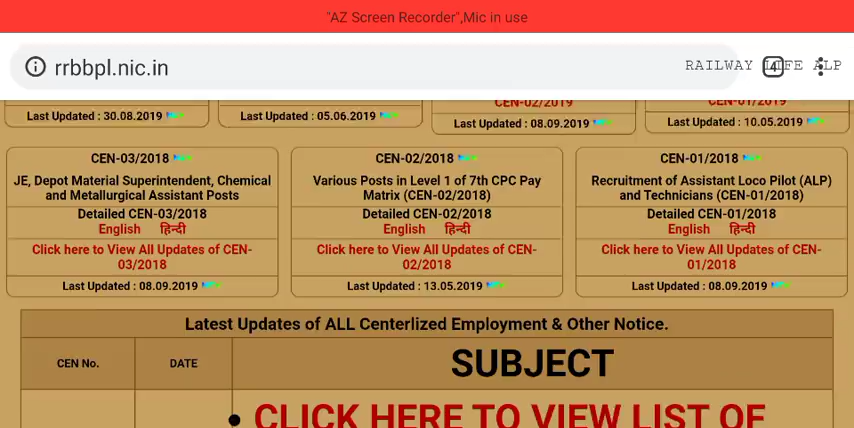 "AZ Screen Recorder",Mic in use
rrbbpl.nic.in
4
RAILWAY LIFE ALP
CEN-02/2019
CEN-01/2019
Last Updated : 30.08.2019
Last Updated : 05.06.2019
Last Updated : 08.09.2019
Last Updated : 10.05.2019
CEN-03/2018
JE, Depot Material Superintendent, Chemical
and Metallurgical Assistant Posts
Detailed CEN-03/2018
English हिन्दी
Click here to View All Updates of CEN-
03/2018
Last Updated : 08.09.2019
CEN-02/2018
Various Posts in Level 1 of 7th CPC Pay
Matrix (CEN-02/2018)
Detailed CEN-02/2018
English हिन्दी
Click here to View All Updates of CEN-
02/2018
Last Updated : 13.05.2019
CEN-01/2018
Recruitment of Assistant Loco Pilot (ALP)
and Technicians (CEN-01/2018)
Detailed CEN-01/2018
English हिन्दी
Click here to View All Updates of CEN-
01/2018
Last Updated : 08.09.2019
Latest Updates of ALL Centerlized Employment & Other Notice.
CEN No.
DATE
SUBJECT
• CLICK HERE TO VIEW LIST OF